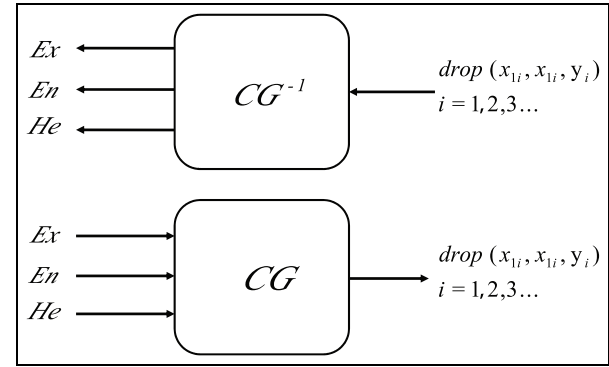 Ex
En
He
CG⁻¹
drop (x₁ᵢ, x₁ᵢ, yᵢ)
i = 1,2,3...
Ex
En
He
CG
drop (x₁ᵢ, x₁ᵢ, yᵢ)
i = 1,2,3...